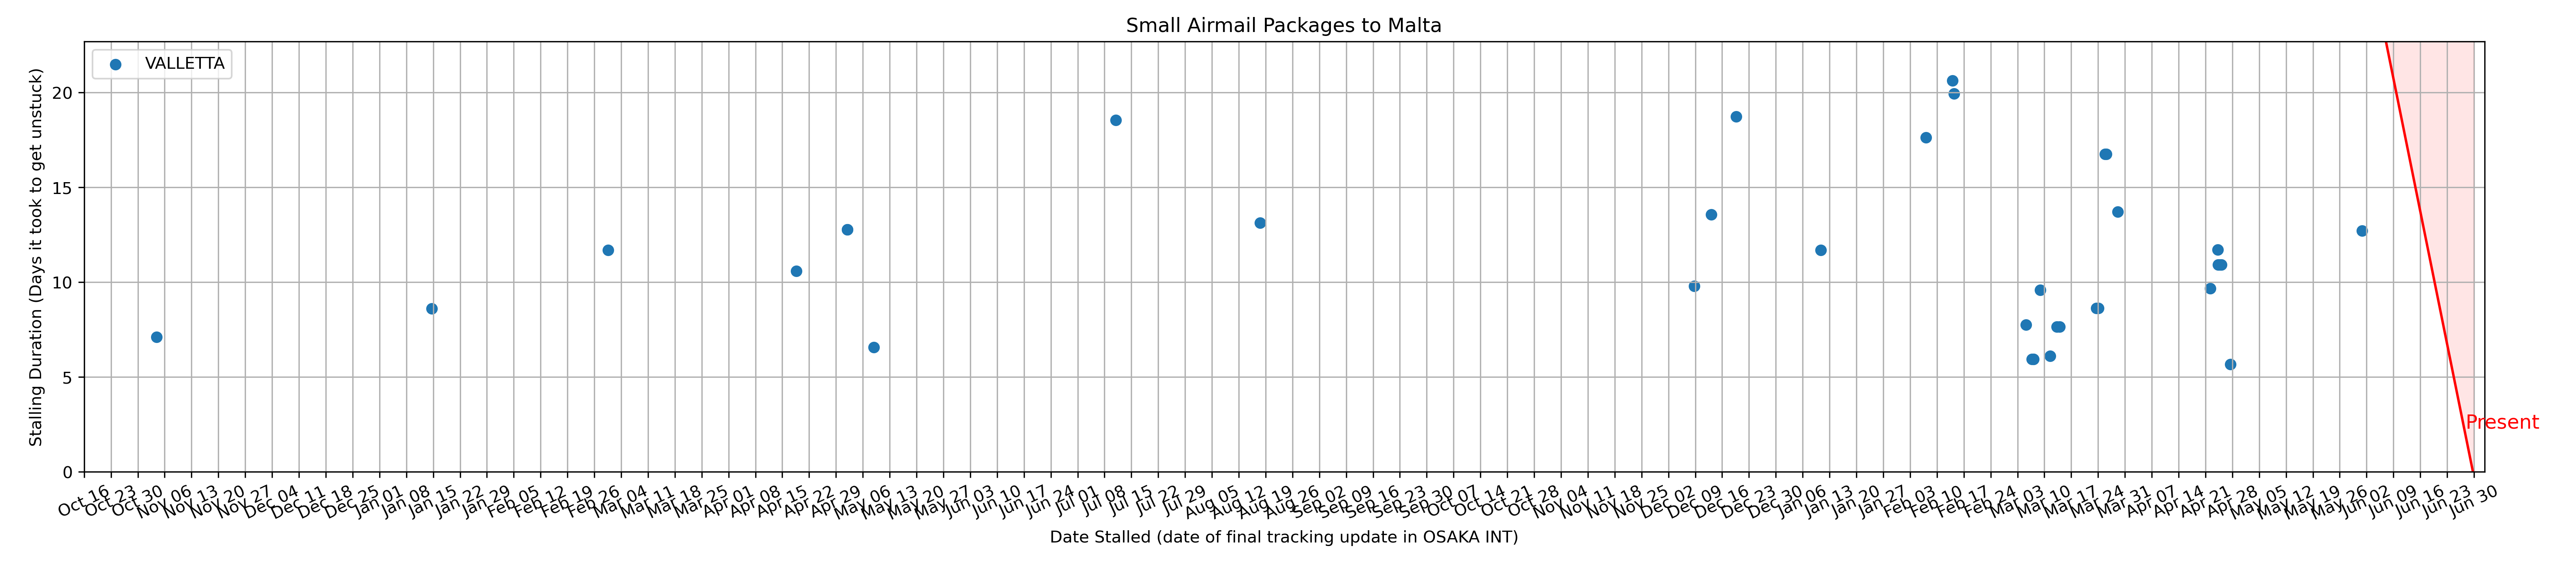 Small Airmail Packages to Malta
VALLETTA
Stalling Duration (Days it took to get unstuck)
20
15
10
5
0
Present
Oct 16
Oct 23
Oct 30
Nov 06
Nov 13
Nov 20
Nov 27
Dec 04
Dec 11
Dec 18
Dec 25
Jan 01
Jan 08
Jan 15
Jan 22
Jan 29
Feb 05
Feb 12
Feb 19
Feb 26
Mar 04
Mar 11
Mar 18
Mar 25
Apr 01
Apr 08
Apr 15
Apr 22
Apr 29
May 06
May 13
May 20
May 27
Jun 03
Jun 10
Jun 17
Jun 24
Jul 01
Jul 08
Jul 15
Jul 22
Jul 29
Aug 05
Aug 12
Aug 19
Aug 26
Sep 02
Sep 09
Sep 16
Sep 23
Sep 30
Oct 07
Oct 14
Oct 21
Oct 28
Nov 04
Nov 11
Nov 18
Nov 25
Dec 02
Dec 09
Dec 16
Dec 23
Dec 30
Jan 06
Jan 13
Jan 20
Jan 27
Feb 03
Feb 10
Feb 17
Feb 24
Mar 03
Mar 10
Mar 17
Mar 24
Mar 31
Apr 07
Apr 14
Apr 21
Apr 28
May 05
May 12
May 19
May 26
Jun 02
Jun 09
Jun 16
Jun 23
Jun 30
Date Stalled (date of final tracking update in OSAKA INT)